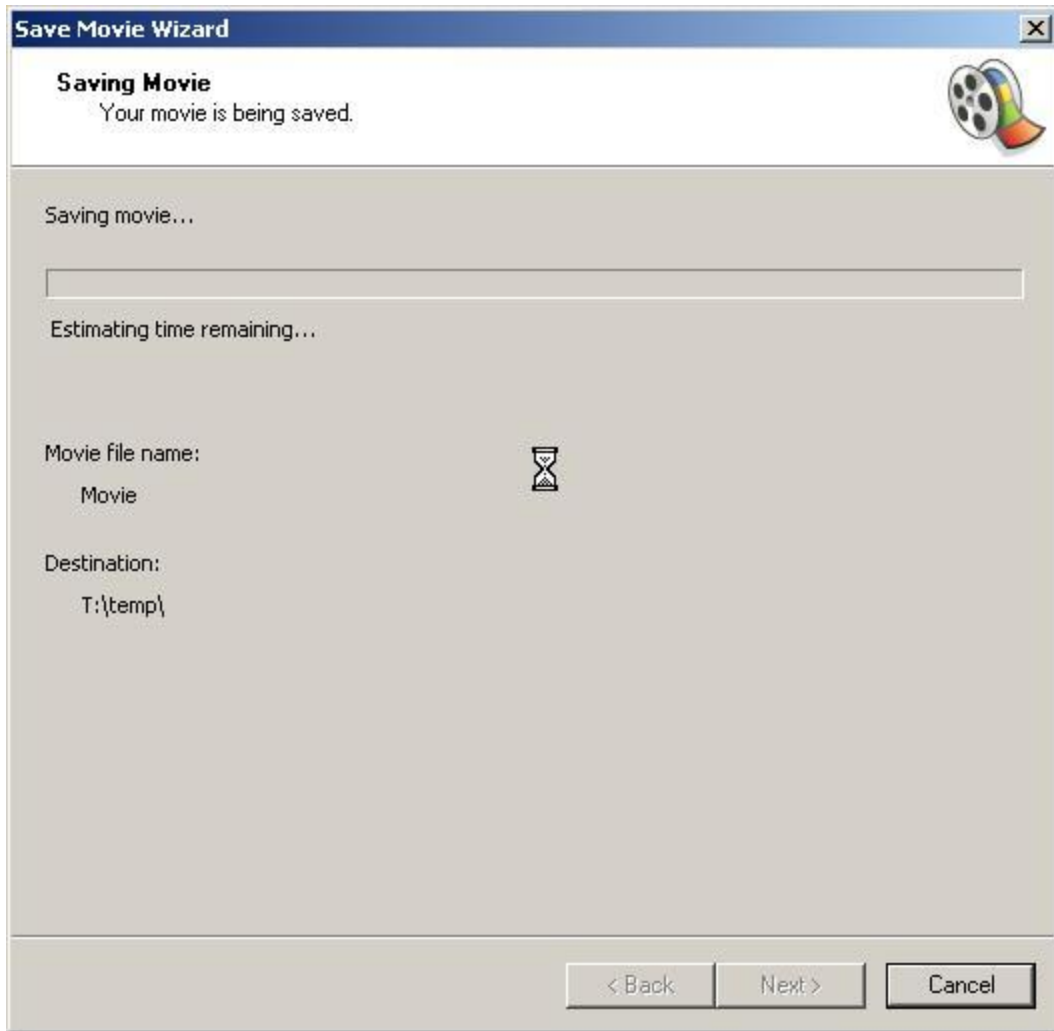 Save Movie Wizard
Saving Movie
Your movie is being saved.
Saving movie...
Estimating time remaining...
Movie file name:
Movie
Destination:
T:\temp\
< Back Next > Cancel